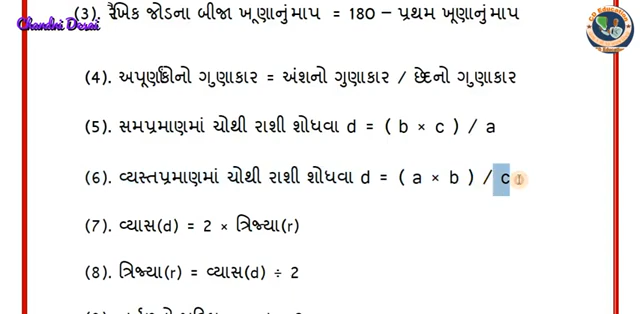 (3). રૈખિક જોડના બીજા ખૂણાનું માપ = 180 – પ્રથમ ખૂણાનું માપ
Chandni Desai
(4). અપૂર્ણાંકોનો ગુણાકાર = અંશનો ગુણાકાર / છેદનો ગુણાકાર
(5). સમપ્રમાણમાં ચોથી રાશી શોધવા d = ( b × c ) / a
(6). વ્યસ્તપ્રમાણમાં ચોથી રાશી શોધવા d = ( a × b ) / c
(7). વ્યાસ(d) = 2 × ત્રિજ્યા(r)
(8). ત્રિજ્યા(r) = વ્યાસ(d) ÷ 2